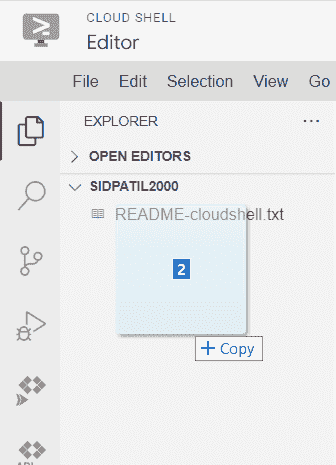 CLOUD SHELL
Editor
File Edit Selection View Go
EXPLORER ...
OPEN EDITORS
SIDPATIL2000
README-cloudshell.txt
2
+ Copy